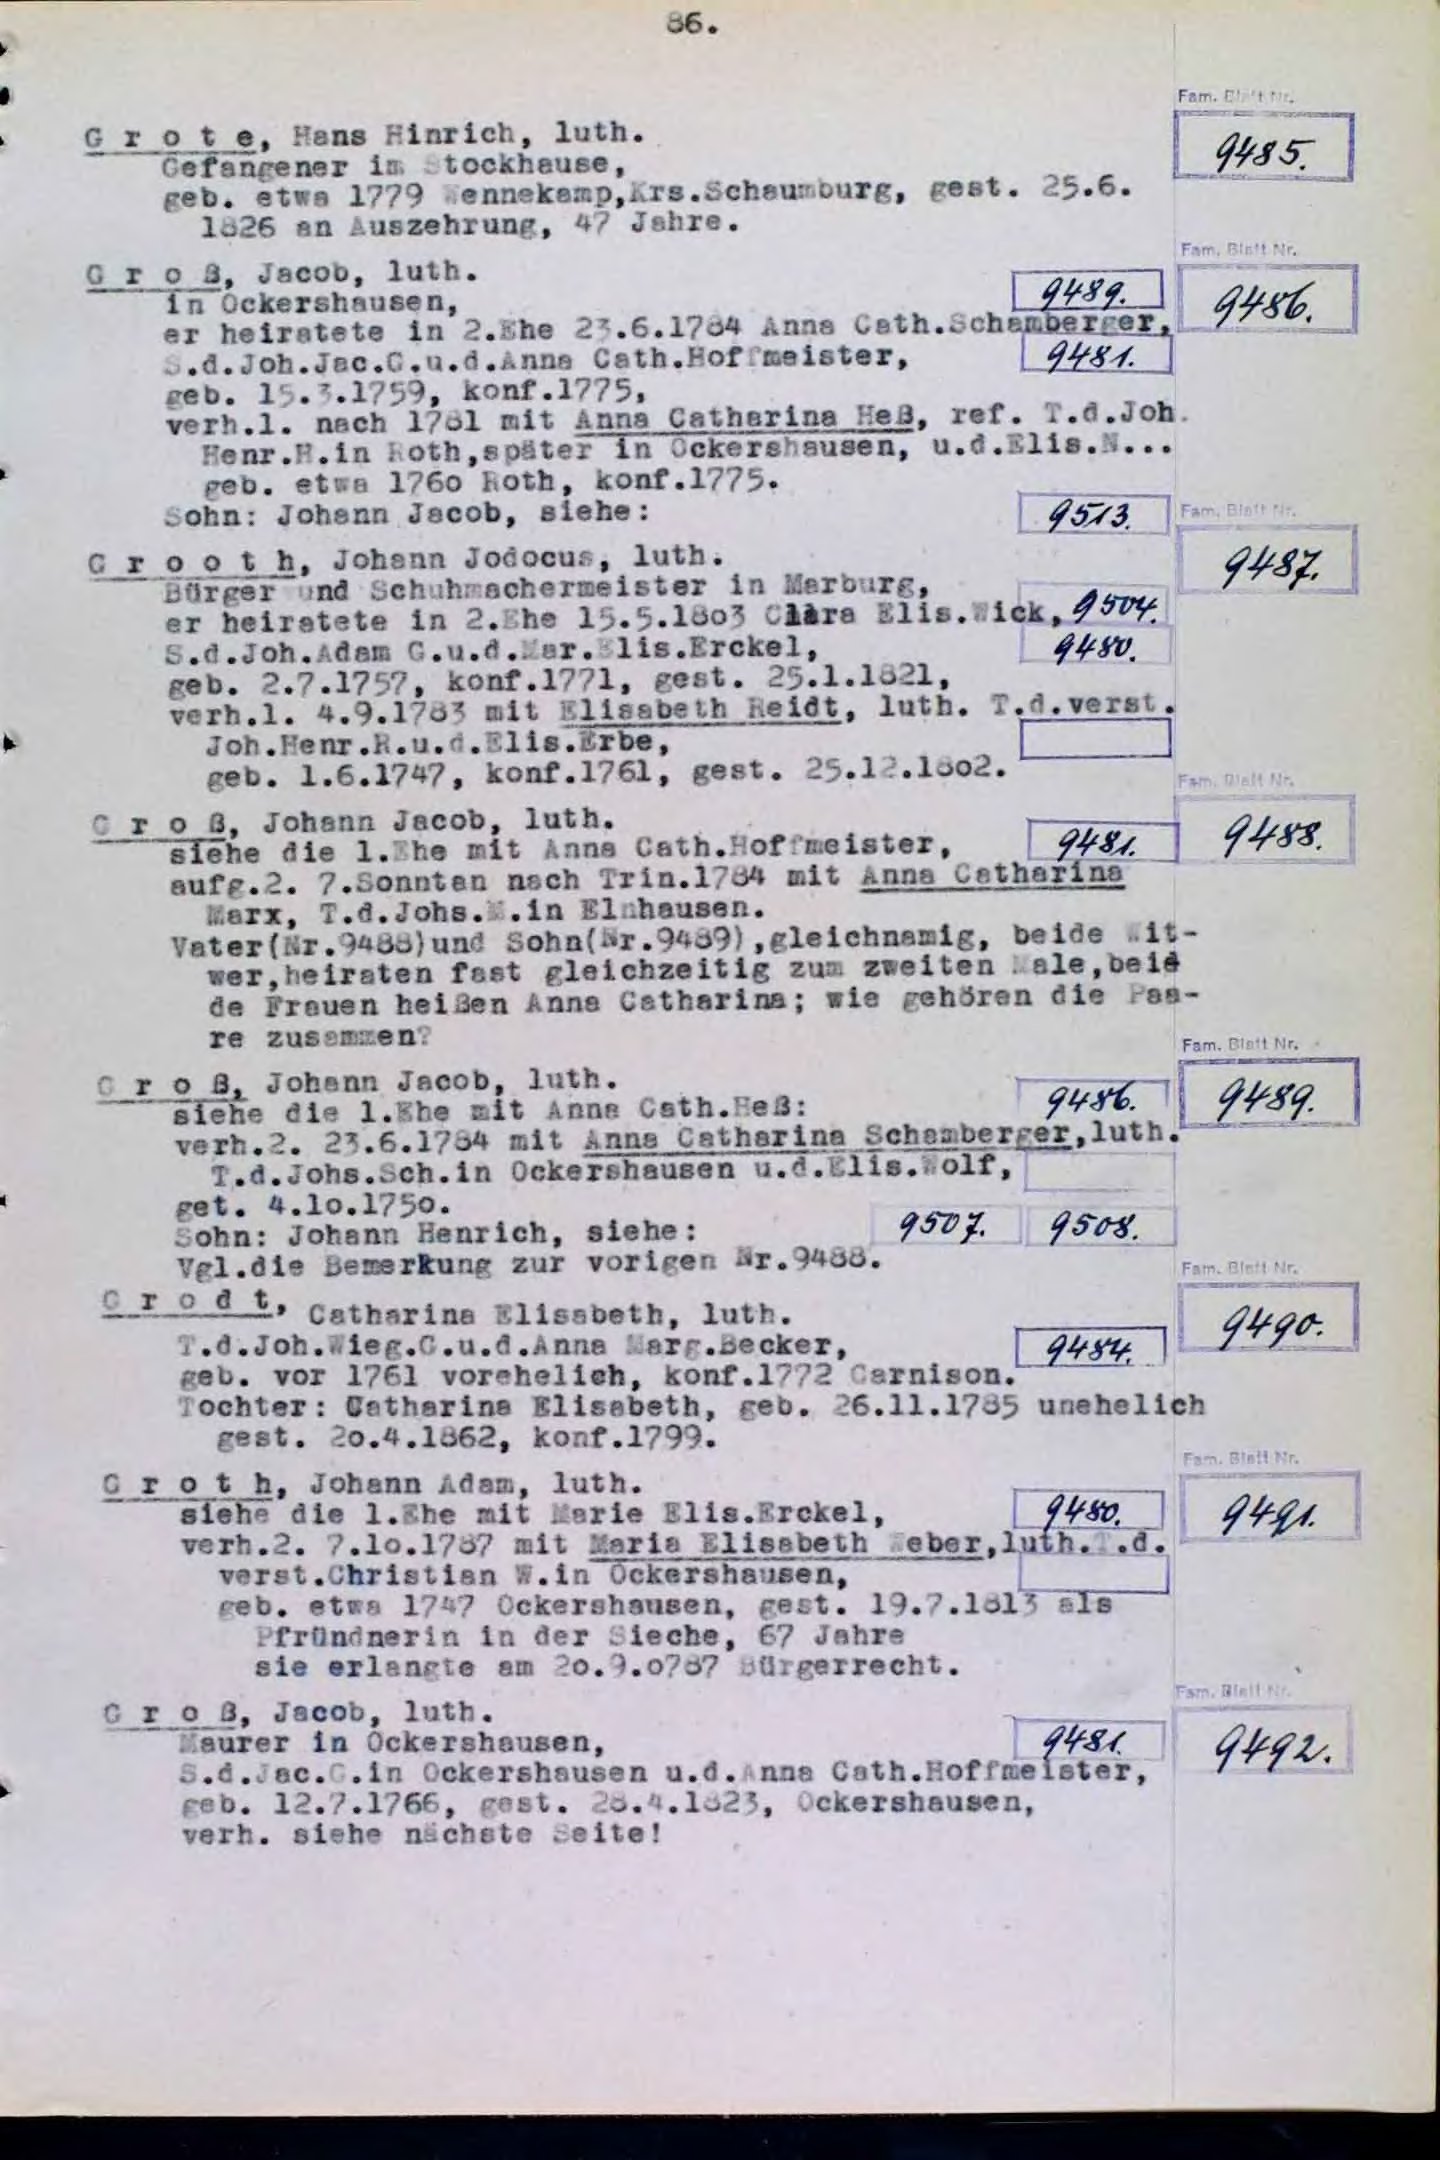 86.
Fam. Blatt Nr.
G r o t e, Hans Hinrich, luth.
9485.
Gefangener im Stockhause,
geb. etwa 1779 Wennekamp,Krs.Schaumburg, gest. 25.6.
1826 an Auszehrung, 47 Jahre.
Fam. Blatt Nr.
G r o ß, Jacob, luth.
in Ockershausen,
9489.
9486.
er heiratete in 2.Ehe 23.6.1784 Anna Cath.Schamberger,
S.d.Joh.Jac.G.u.d.Anna Cath.Hoffmeister,
9481.
geb. 15.3.1759, konf.1775,
verh.1. nach 1781 mit Anna Catharina Heß, ref. T.d.Joh.
Henr.H.in Roth,später in Ockershausen, u.d.Elis.N...
geb. etwa 1760 Roth, konf.1775.
Sohn: Johann Jacob, siehe:
9513.
Fam. Blatt Nr.
G r o o t h, Johann Jodocus, luth.
9487.
Bürger und Schuhmachermeister in Marburg,
er heiratete in 2.Ehe 15.5.1803 Clara Elis.Wick,
9504.
S.d.Joh.Adam G.u.d.Mar.Elis.Erckel,
9480.
geb. 2.7.1757, konf.1771, gest. 25.1.1821,
verh.1. 4.9.1783 mit Elisabeth Reidt, luth. T.d.verst.
Joh.Henr.R.u.d.Elis.Erbe,
geb. 1.6.1747, konf.1761, gest. 25.12.1802.
Fam. Blatt Nr.
G r o ß, Johann Jacob, luth.
9488.
siehe die 1.Ehe mit Anna Cath.Hoffmeister,
9481.
aufg.2. 7.Sonntan nach Trin.1784 mit Anna Catharina
Marx, T.d.Johs.M.in Elnhausen.
Vater(Nr.9488)und Sohn(Nr.9489),gleichnamig, beide Wit-
wer,heiraten fast gleichzeitig zum zweiten Male,bei
de Frauen heißen Anna Catharina; wie gehören die Paa-
re zusammen?
Fam. Blatt Nr.
G r o ß, Johann Jacob, luth.
9489.
siehe die 1.Ehe mit Anna Cath.Heß:
9486.
verh.2. 23.6.1784 mit Anna Catharina Schamberger,luth.
T.d.Johs.Sch.in Ockershausen u.d.Elis.Wolf,
get. 4.10.1750.
Sohn: Johann Henrich, siehe:
9507.
9508.
Vgl.die Bemerkung zur vorigen Nr.9488.
Fam. Blatt Nr.
G r o d t, Catharina Elisabeth, luth.
9490.
T.d.Joh.Wieg.G.u.d.Anna Marg.Becker,
9484.
geb. vor 1761 vorehelich, konf.1772 Garnison.
Tochter: Catharina Elisabeth, geb. 26.11.1785 unehelich
gest. 20.4.1862, konf.1799.
Fam. Blatt Nr.
G r o t h, Johann Adam, luth.
9491.
siehe die 1.Ehe mit Marie Elis.Erckel,
9480.
verh.2. 7.10.1787 mit Maria Elisabeth Weber,luth.T.d.
verst.Christian W.in Ockershausen,
geb. etwa 1747 Ockershausen, gest. 19.7.1813 als
Pfründnerin in der Sieche, 67 Jahre
sie erlangte am 20.9.0787 Bürgerrecht.
Fam. Blatt Nr.
G r o ß, Jacob, luth.
9492.
Maurer in Ockershausen,
9481.
S.d.Jac.G.in Ockershausen u.d.Anna Cath.Hoffmeister,
geb. 12.7.1766, gest. 28.4.1823, Ockershausen,
verh. siehe nächste Seite!